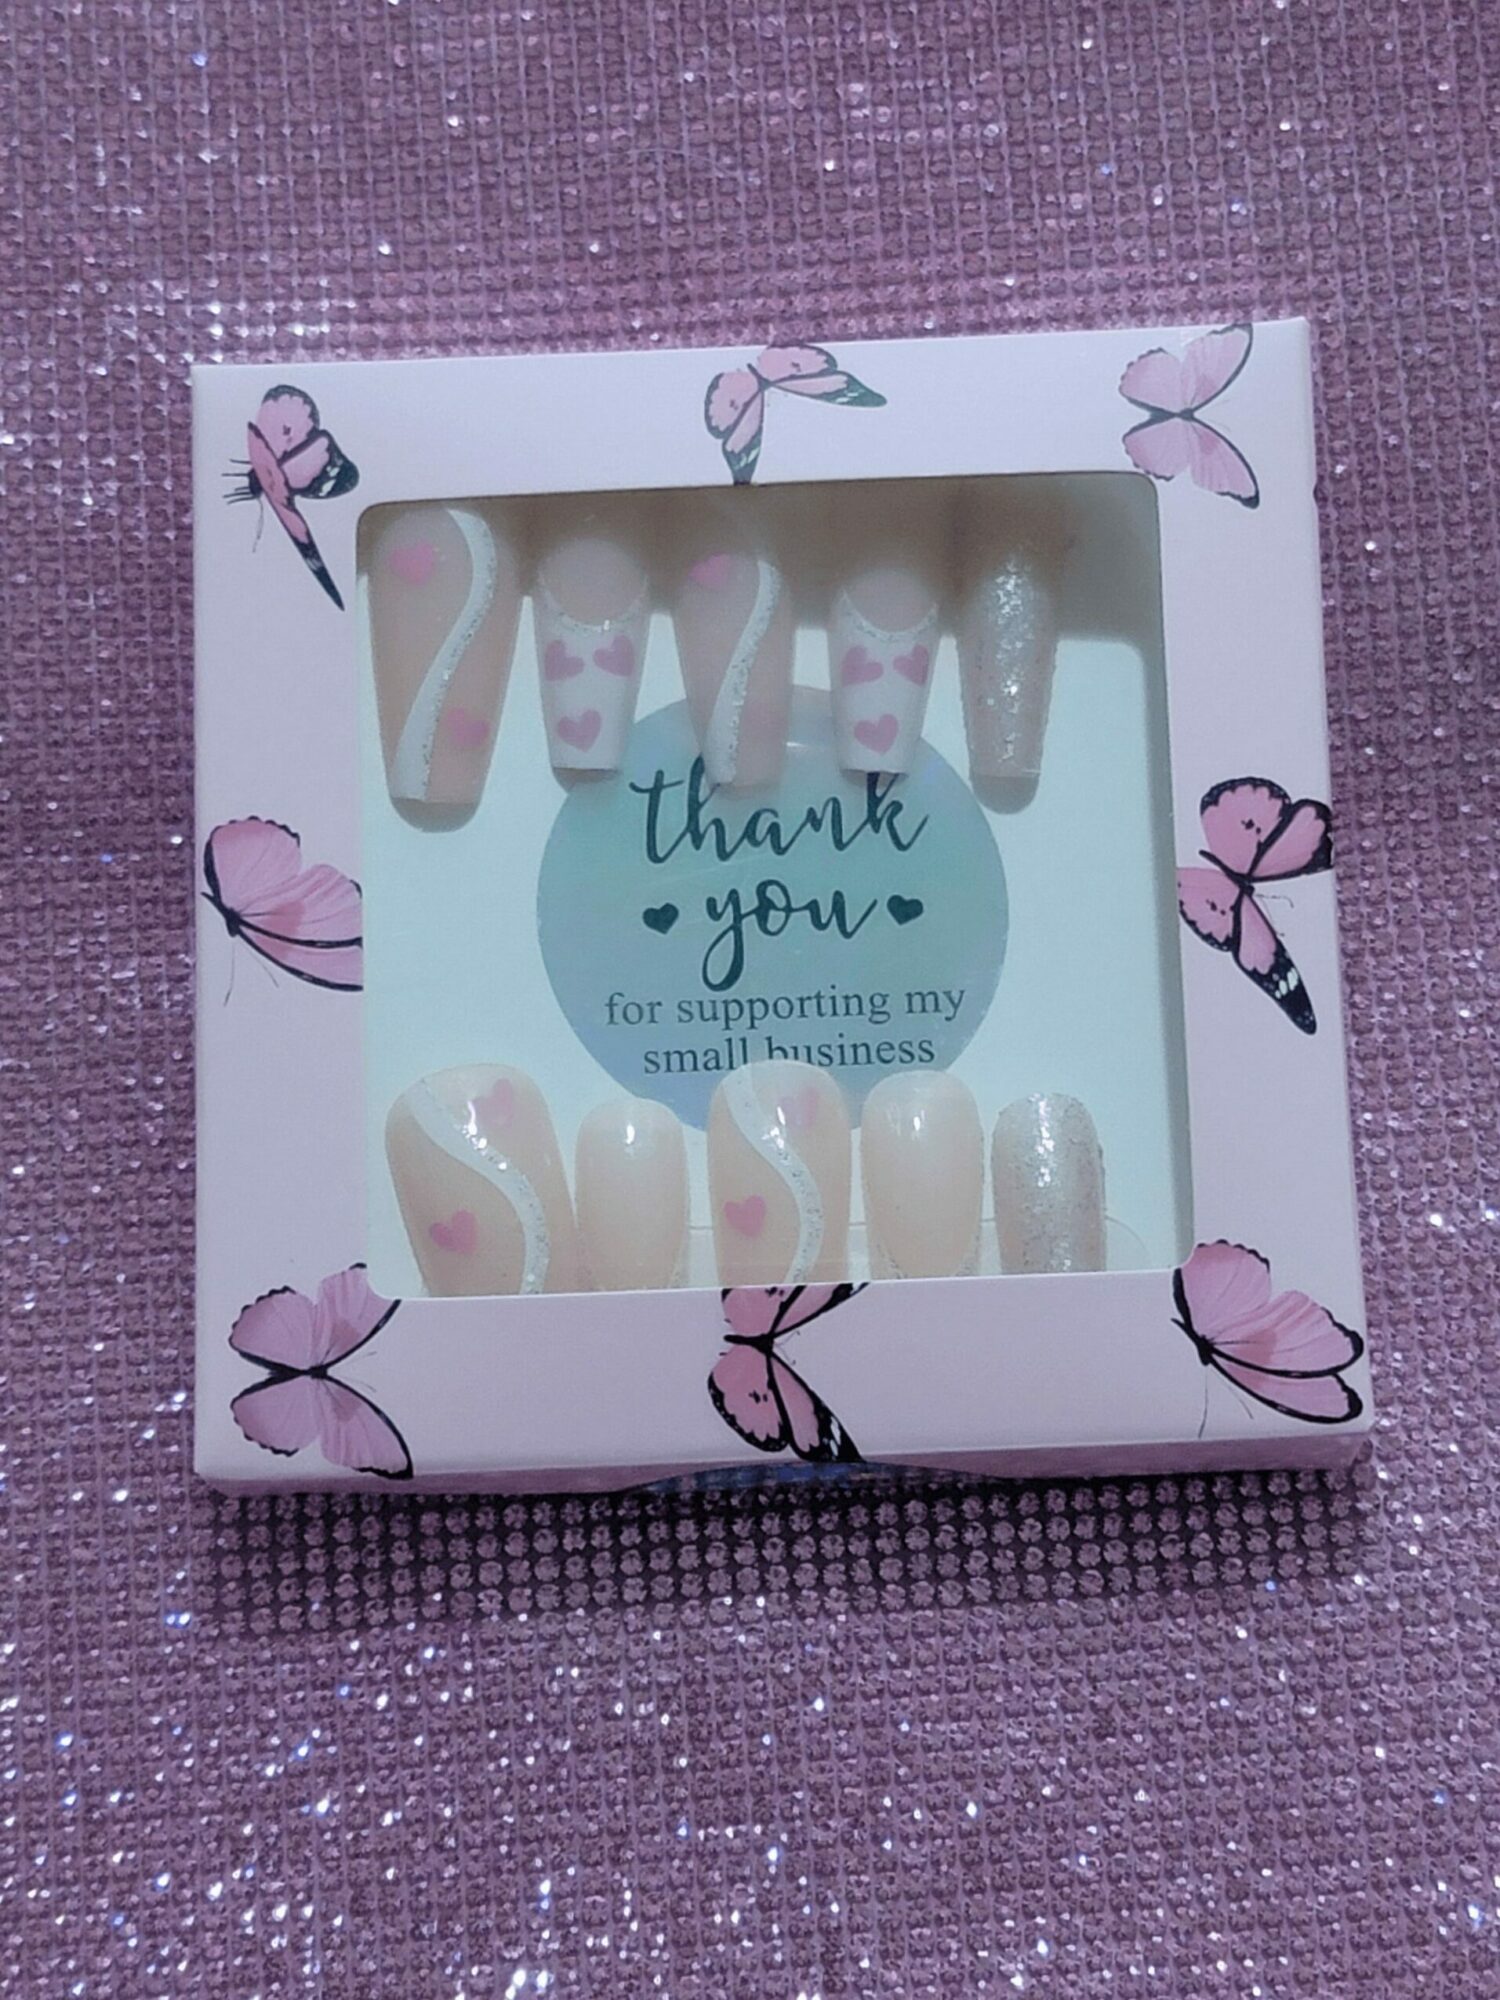 thank
you
for supporting my
small business